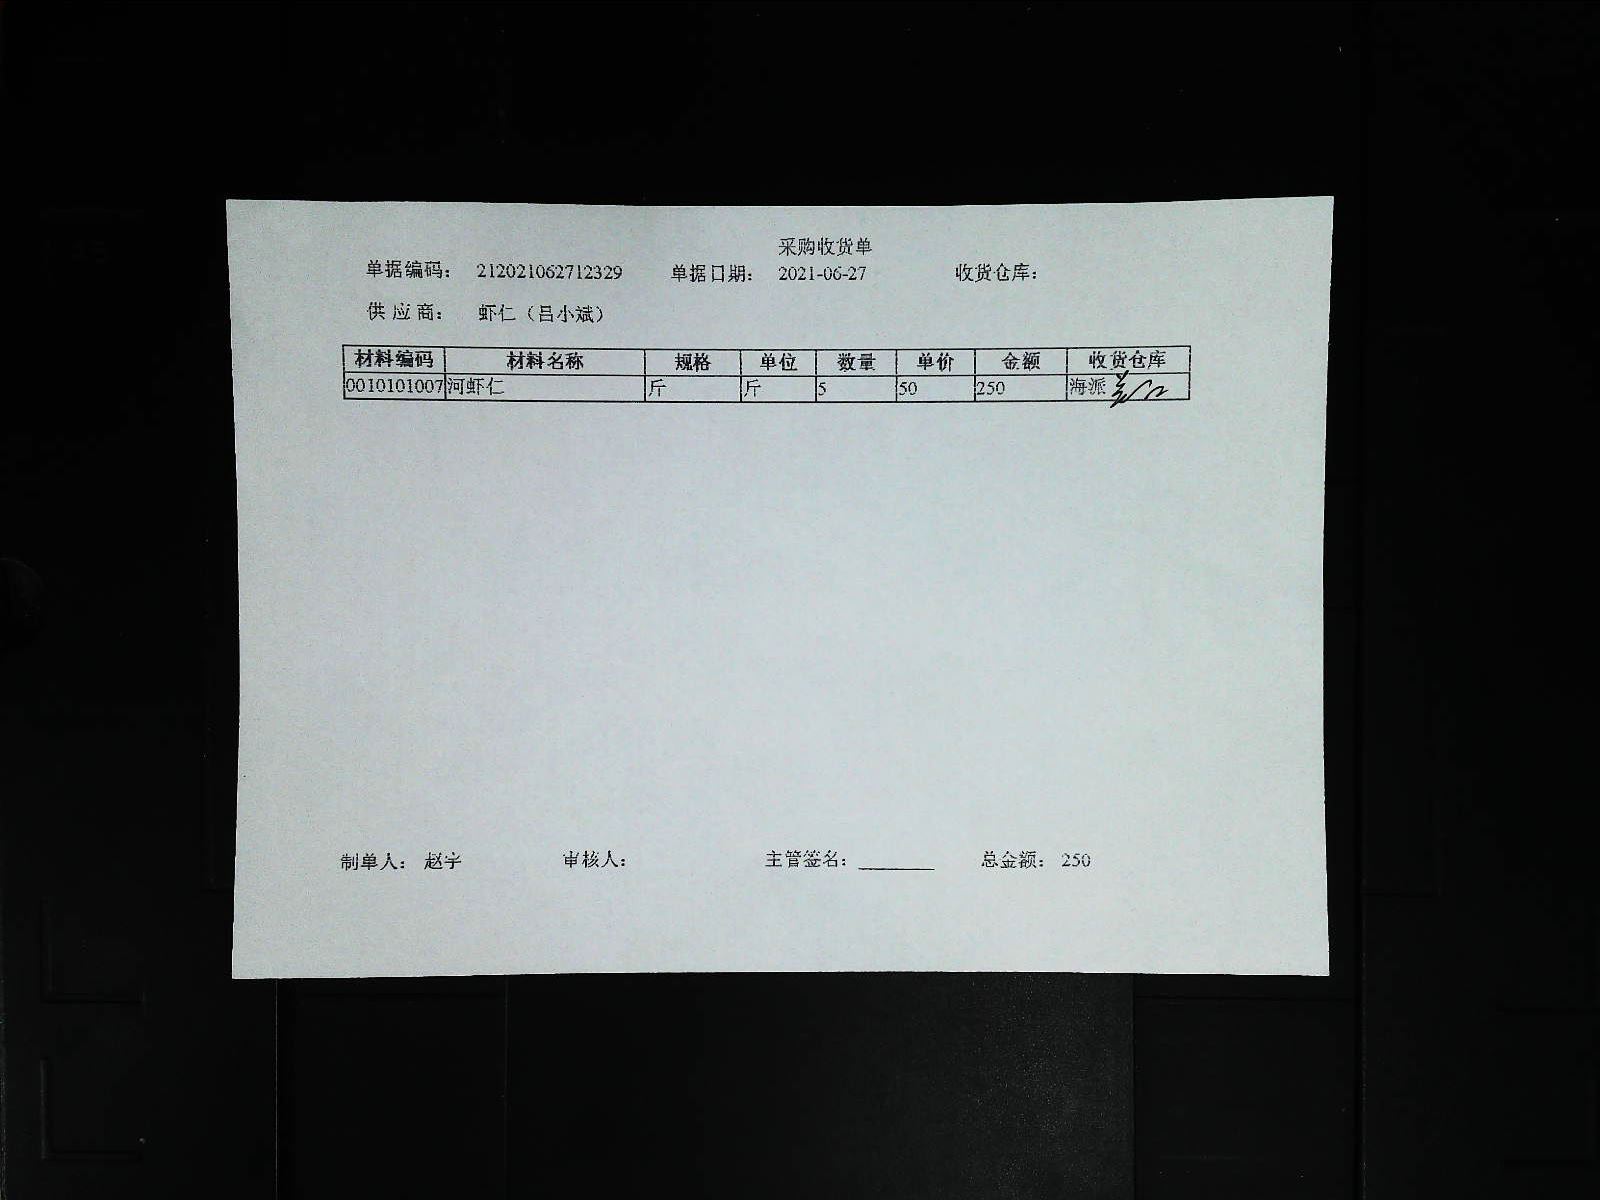 采购收货单
单据编码： 212021062712329 单据日期： 2021-06-27 收货仓库：
供 应 商： 虾仁（吕小斌）
材料编码 材料名称 规格 单位 数量 单价 金额 收货仓库
0010101007 河虾仁 斤 斤 5 50 250 海派
制单人： 赵宇 审核人： 主管签名： 总金额： 250